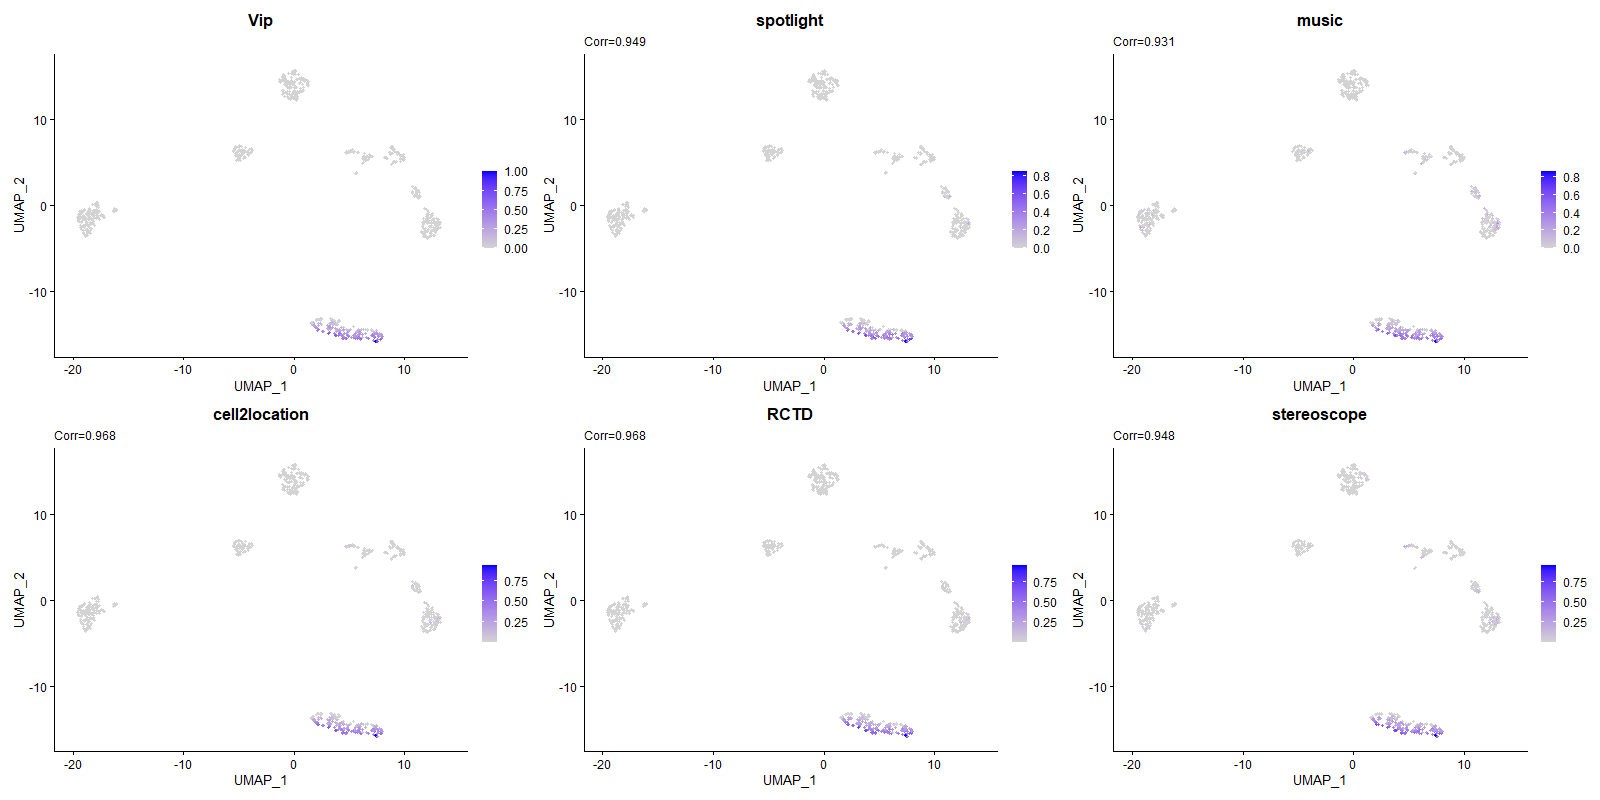 Vip
UMAP_2
10
0
-10
-20
-10
0
10
UMAP_1
1.00
0.75
0.50
0.25
0.00
spotlight
Corr=0.949
UMAP_2
10
0
-10
-20
-10
0
10
UMAP_1
0.8
0.6
0.4
0.2
0.0
music
Corr=0.931
UMAP_2
10
0
-10
-20
-10
0
10
UMAP_1
0.8
0.6
0.4
0.2
0.0
cell2location
Corr=0.968
UMAP_2
10
0
-10
-20
-10
0
10
UMAP_1
0.75
0.50
0.25
RCTD
Corr=0.968
UMAP_2
10
0
-10
-20
-10
0
10
UMAP_1
0.75
0.50
0.25
stereoscope
Corr=0.948
UMAP_2
10
0
-10
-20
-10
0
10
UMAP_1
0.75
0.50
0.25